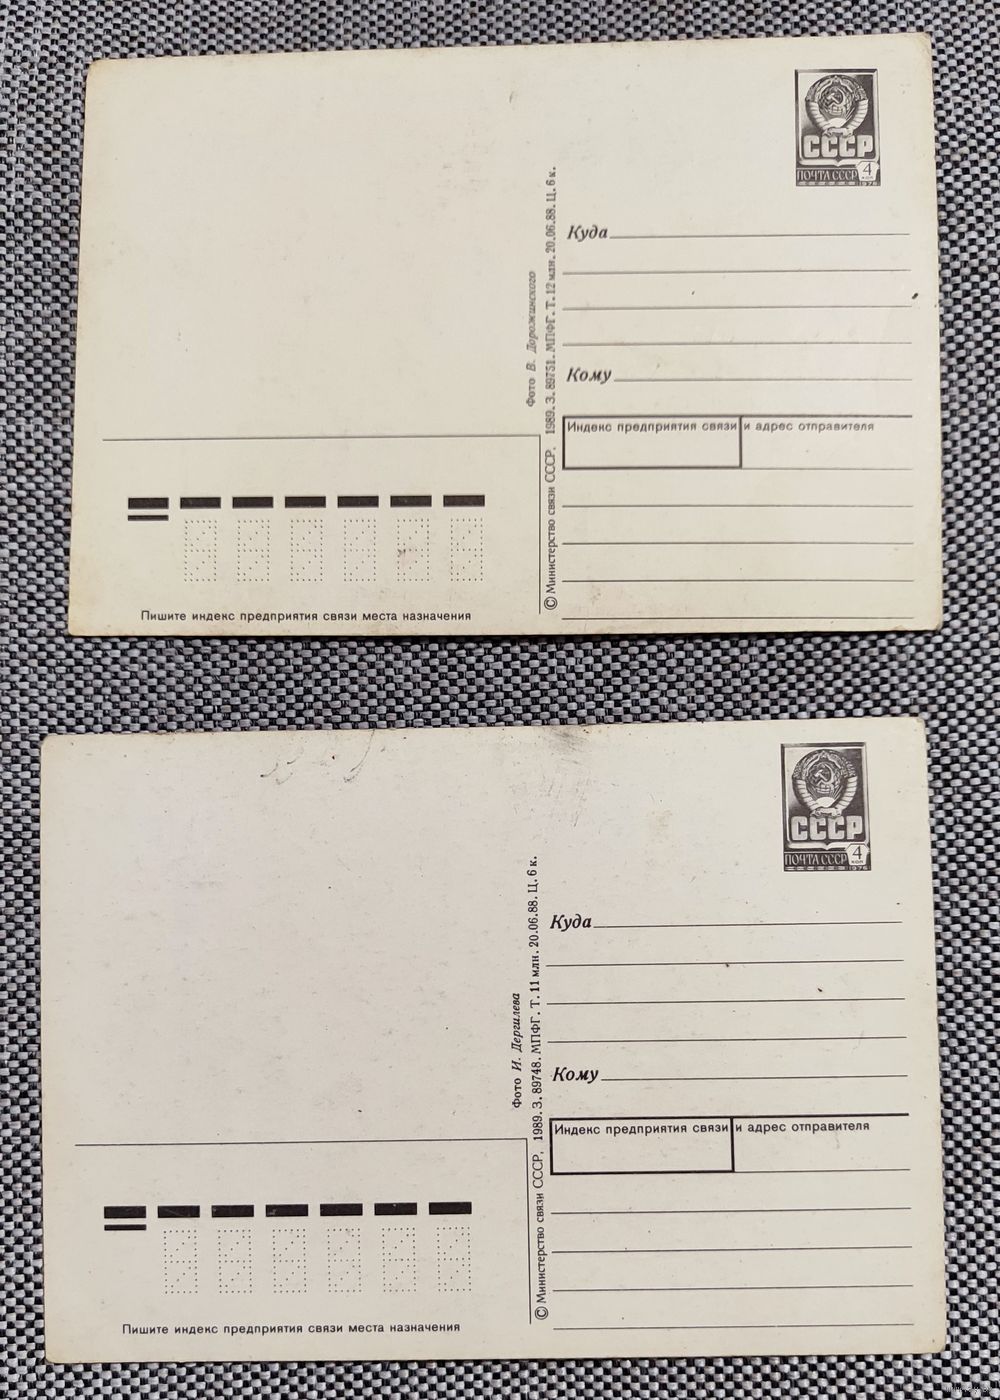 СССР
ПОЧТА СССР 4
КОП
1976
Куда
Кому
Индекс предприятия связи и адрес отправителя
Фото В. Дорожинского
© Министерство связи СССР, 1989. З. 89751. МПФГ. Т. 12 млн. 20.06.88. Ц. 6 к.
Пишите индекс предприятия связи места назначения
СССР
ПОЧТА СССР 4
КОП
1976
Куда
Кому
Индекс предприятия связи и адрес отправителя
Фото И. Дергилева
© Министерство связи СССР, 1989. З. 89748. МПФГ. Т. 11 млн. 20.06.88. Ц. 6 к.
Пишите индекс предприятия связи места назначения